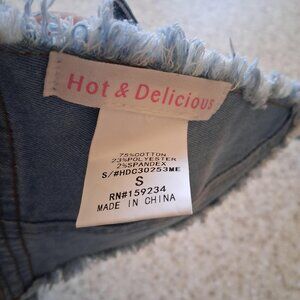 Hot & Delicious
75%COTTON
23%POLYESTER
2%SPANDEX
S/#HDC30253ME
S
RN#159234
MADE IN CHINA